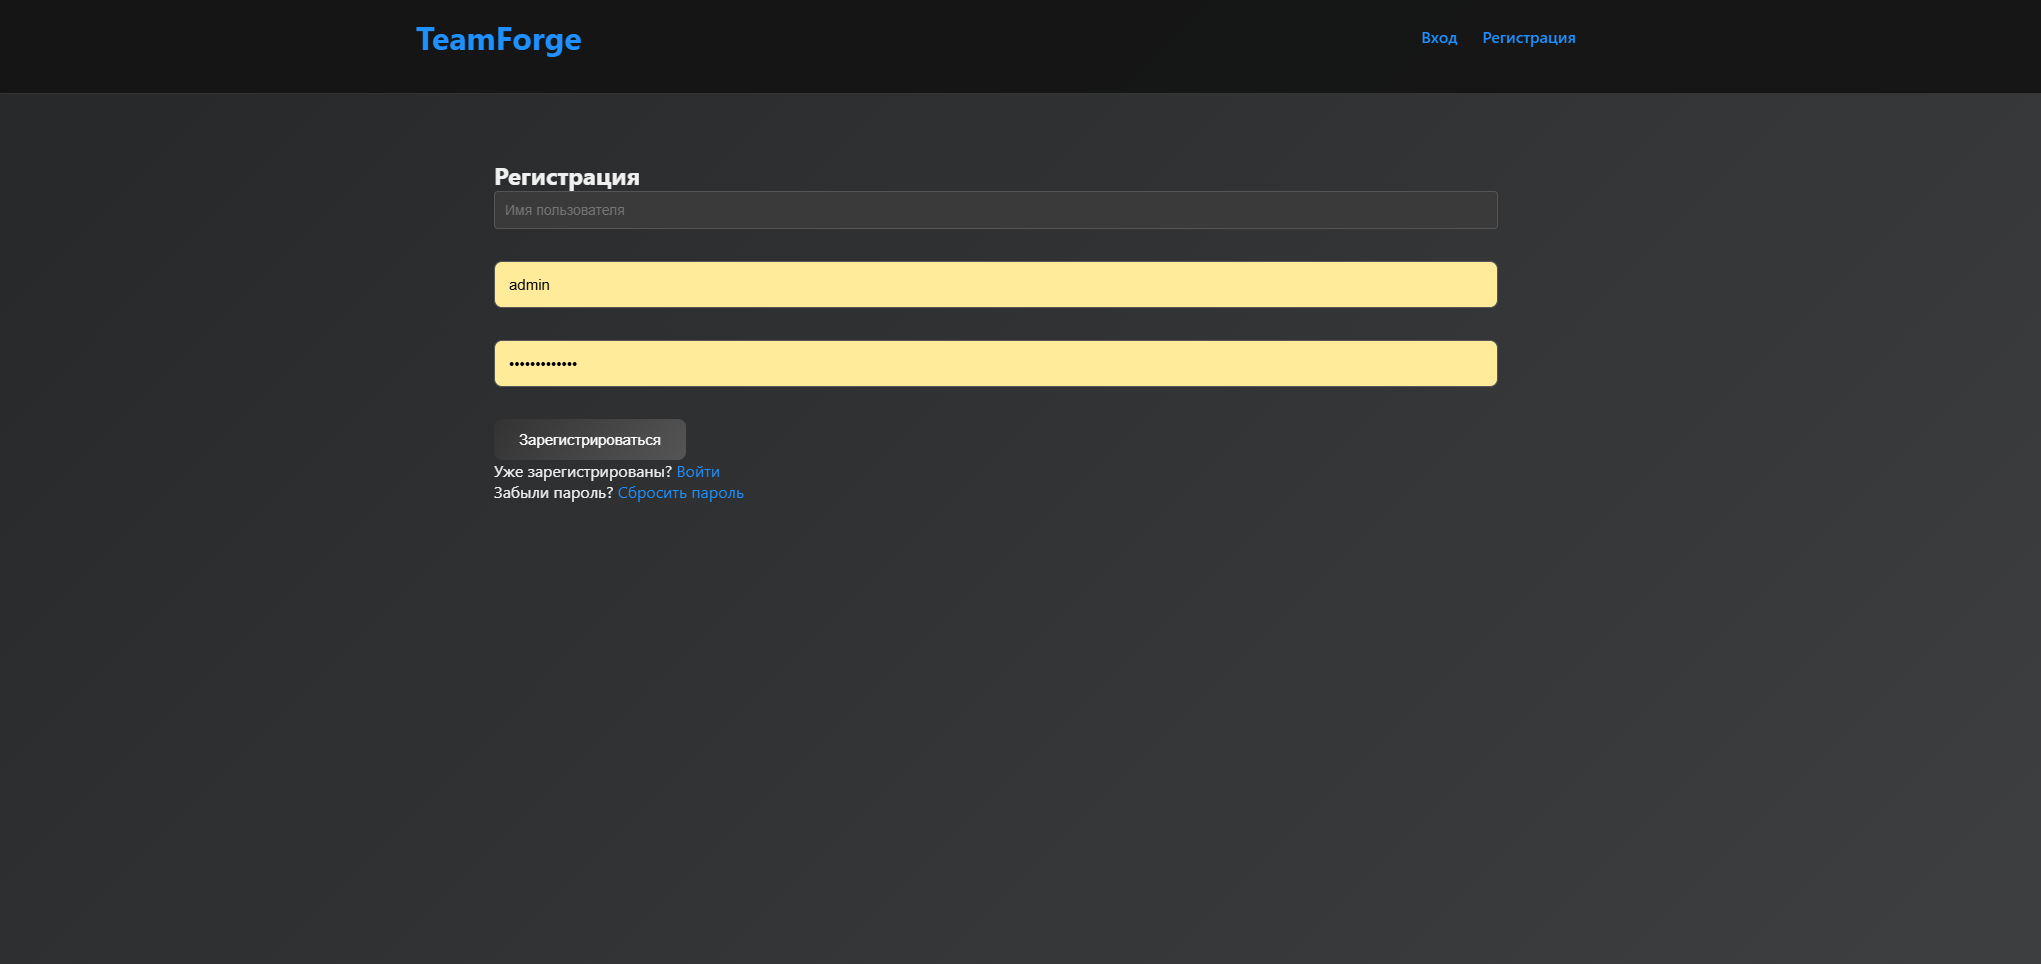 TeamForge
Вход Регистрация
Регистрация
Имя пользователя
admin
•••••••••••••
Зарегистрироваться
Уже зарегистрированы? Войти
Забыли пароль? Сбросить пароль